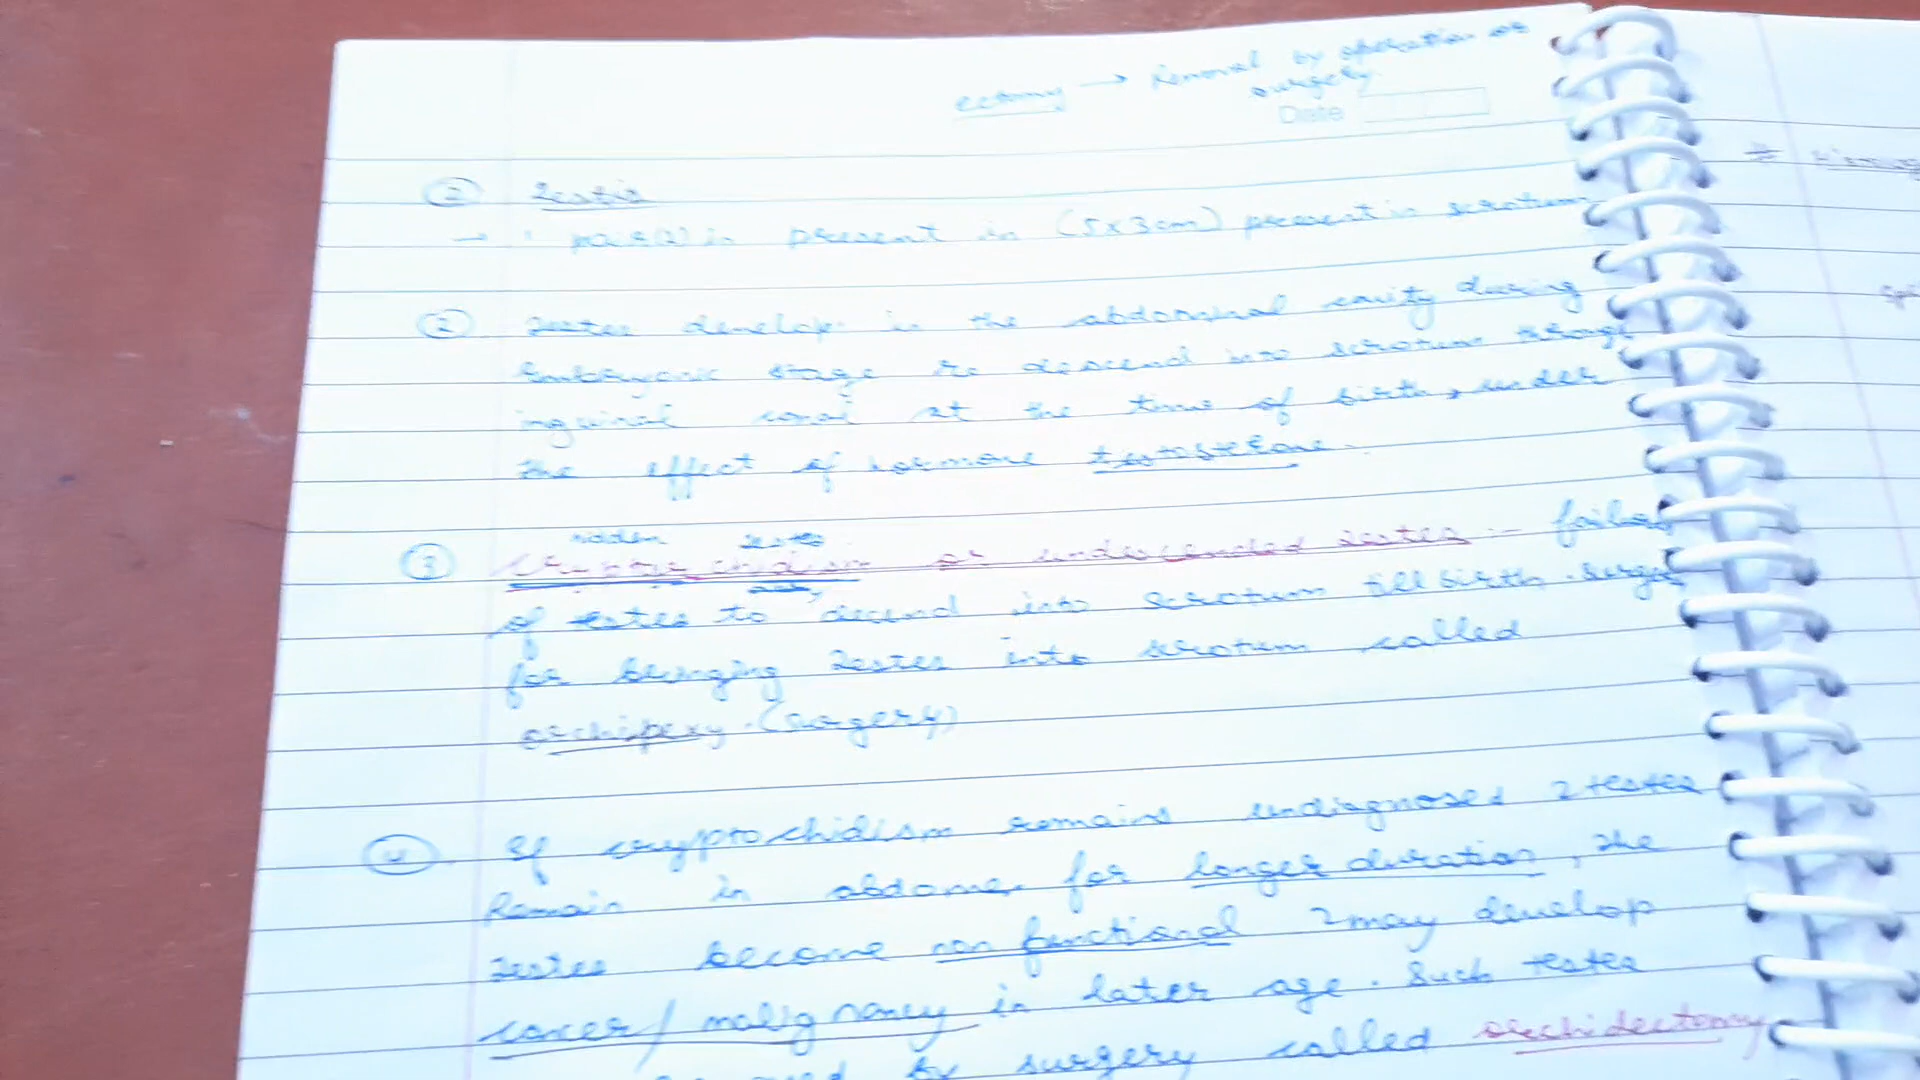 ectomy → Removal by operation or
surgery.
Date
② Testis
→ 1 pair(2) is present in (5x3cm) present in scrotum
② Testes develop in the abdominal cavity during
embryonic stage & descend into scrotum through
inguinal canal at the time of birth, under
the effect of hormone testosterone.
hidden testes
③ Cryptorchidism or undescended testes :- failure
of testes to decend into scrotum till birth. Surge
for bringing testes into scrotum called
orchipexy. (surgery)
④ If cryptochidism remains undiagnosed & testes
Remain in abdomen for longer duration, the
testes become non functional & may develop
cancer/malignancy in later age. Such testes
by surgery called orchidectomy